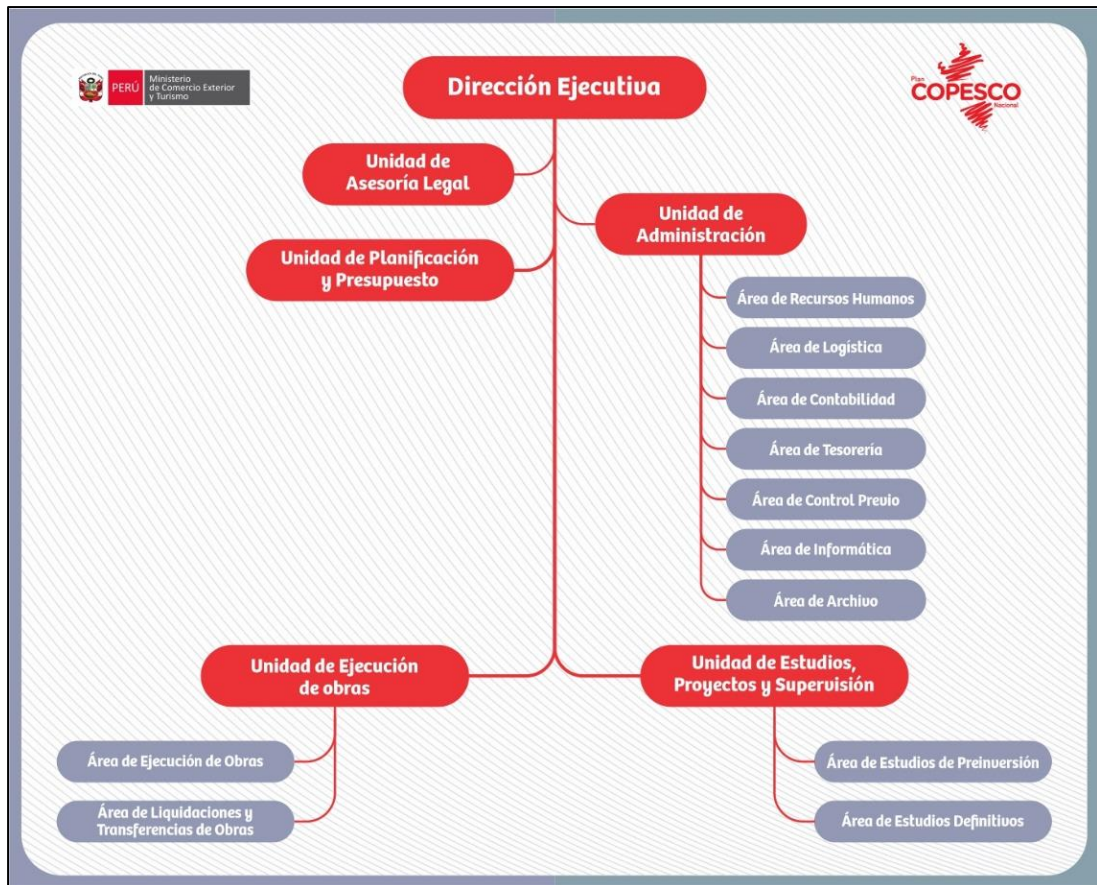 PERÚ
Ministerio
de Comercio Exterior
y Turismo
Plan
COPESCO
Nacional
Dirección Ejecutiva
Unidad de
Asesoría Legal
Unidad de
Administración
Unidad de Planificación
y Presupuesto
Área de Recursos Humanos
Área de Logística
Área de Contabilidad
Área de Tesorería
Área de Control Previo
Área de Informática
Área de Archivo
Unidad de Ejecución
de obras
Área de Ejecución de Obras
Área de Liquidaciones y
Transferencias de Obras
Unidad de Estudios,
Proyectos y Supervisión
Área de Estudios de Preinversión
Área de Estudios Definitivos